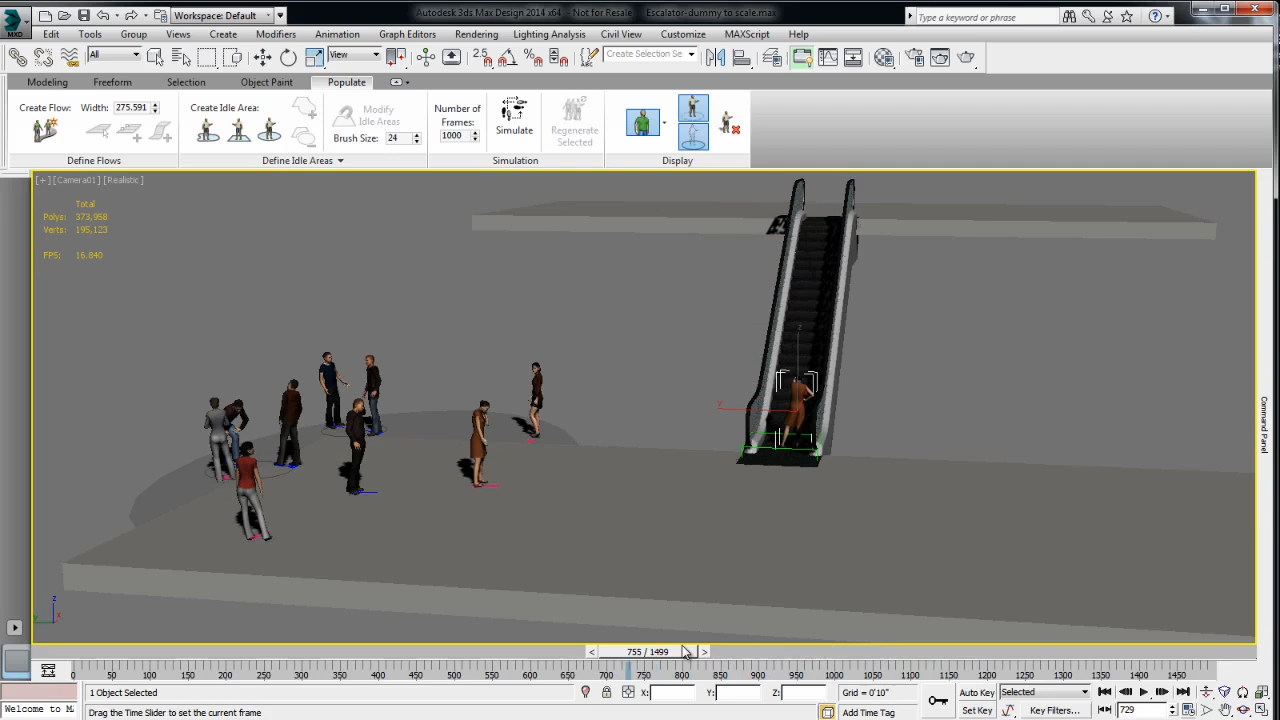 Workspace: Default
Autodesk 3ds Max Design 2014 x64 - Not for Resale Escalator-dummy to scale.max
Type a keyword or phrase
MXD
Edit Tools Group Views Create Modifiers Animation Graph Editors Rendering Lighting Analysis Civil View Customize MAXScript Help
All
View
2.5
Create Selection Se
Modeling Freeform Selection Object Paint Populate
Create Flow: Width: 275.591
Create Idle Area:
Modify Idle Areas
Brush Size: 24
Number of Frames:
1000
Simulate
Regenerate Selected
Define Flows
Define Idle Areas
Simulation
Display
[+] [Camera01] [Realistic]
Total
Polys: 373,958
Verts: 195,123
FPS: 16.840
Command Panel
z
Y
z
x
< 755 / 1499 >
0 50 100 150 200 250 300 350 400 450 500 550 600 650 700 750 800 850 900 950 1000 1050 1100 1150 1200 1250 1300 1350 1400 1450
1 Object Selected
X: Y: Z:
Grid = 0'10"
Auto Key
Selected
Welcome to M
Drag the Time Slider to set the current frame
Add Time Tag
Set Key
Key Filters...
729